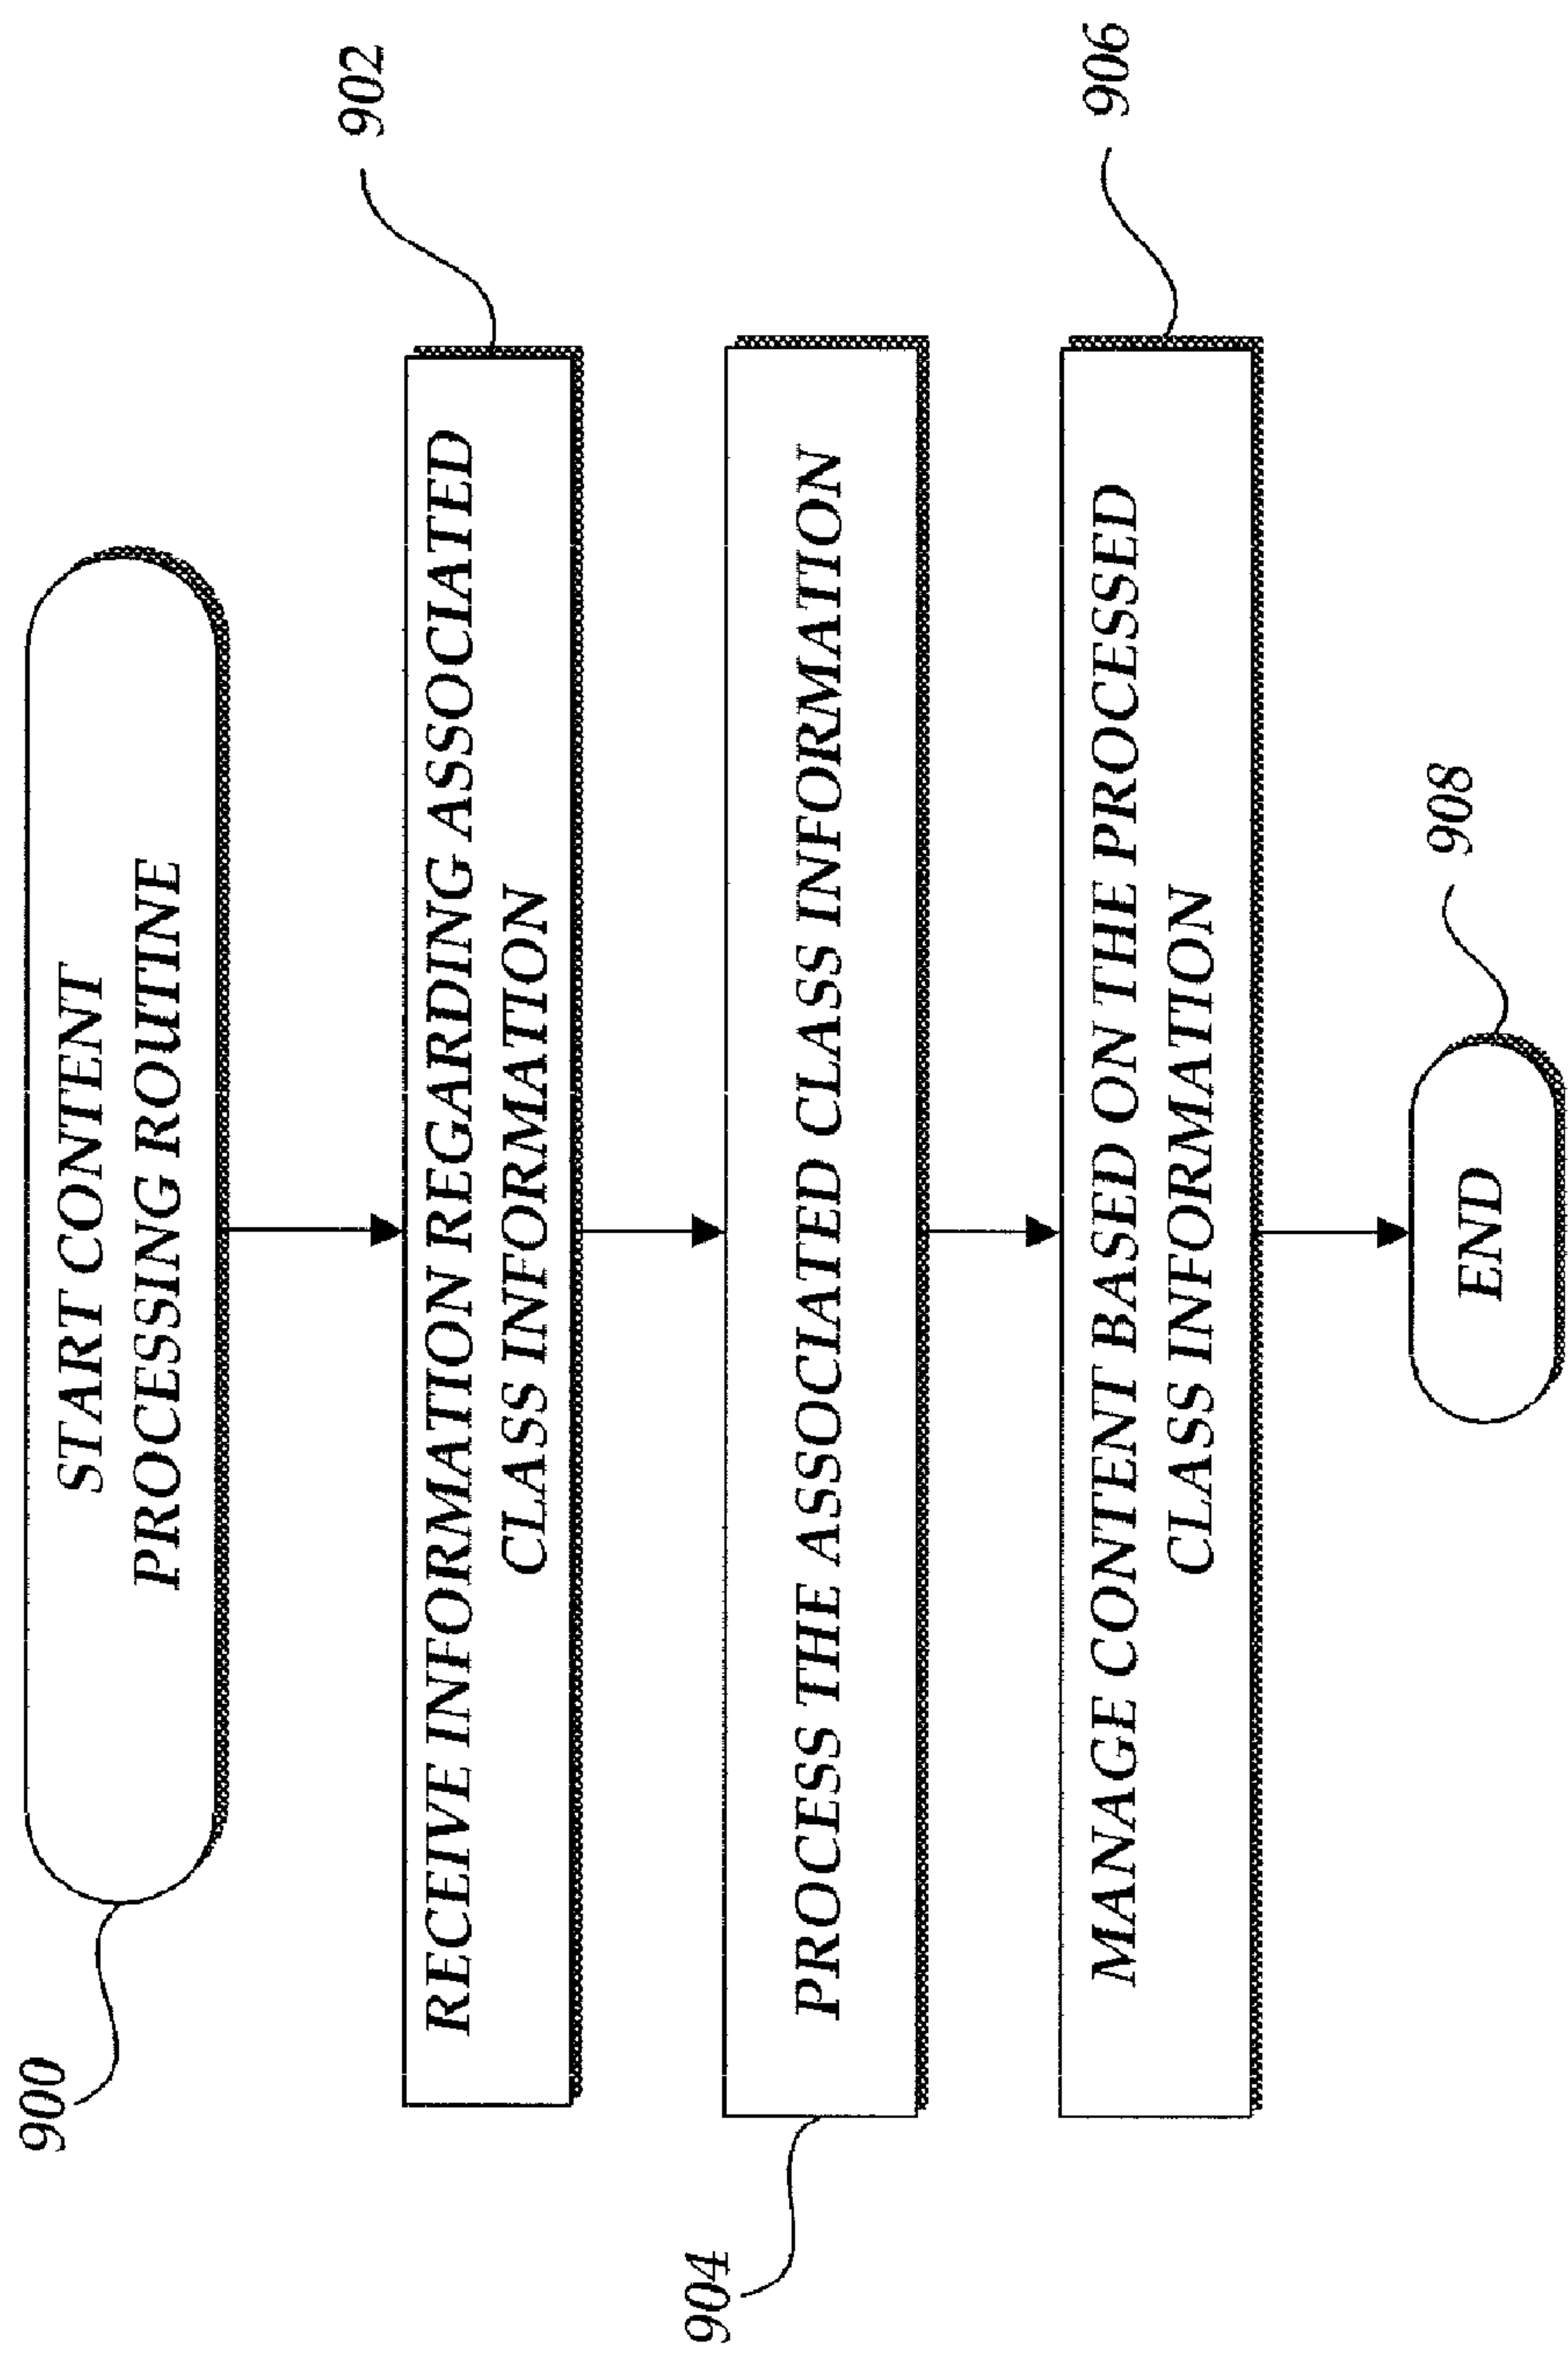 900
START CONTENT
PROCESSING ROUTINE
902
RECEIVE INFORMATION REGARDING ASSOCIATED
CLASS INFORMATION
904
PROCESS THE ASSOCIATED CLASS INFORMATION
906
MANAGE CONTENT BASED ON THE PROCESSED
CLASS INFORMATION
908
END